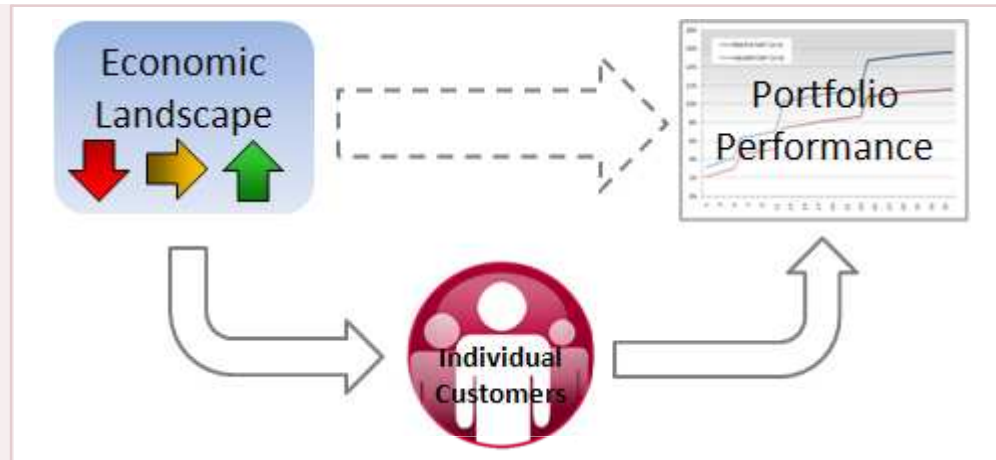 Economic
Landscape
Portfolio
Performance
Individual
Customers